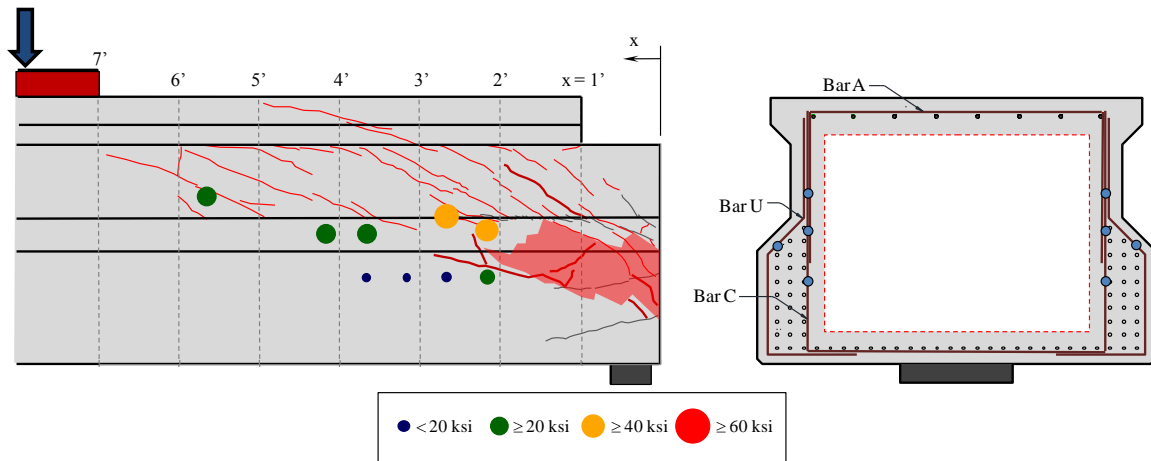 x
7’ 6’ 5’ 4’ 3’ 2’ x = 1’
Bar A
Bar U
Bar C
< 20 ksi ≥ 20 ksi ≥ 40 ksi ≥ 60 ksi